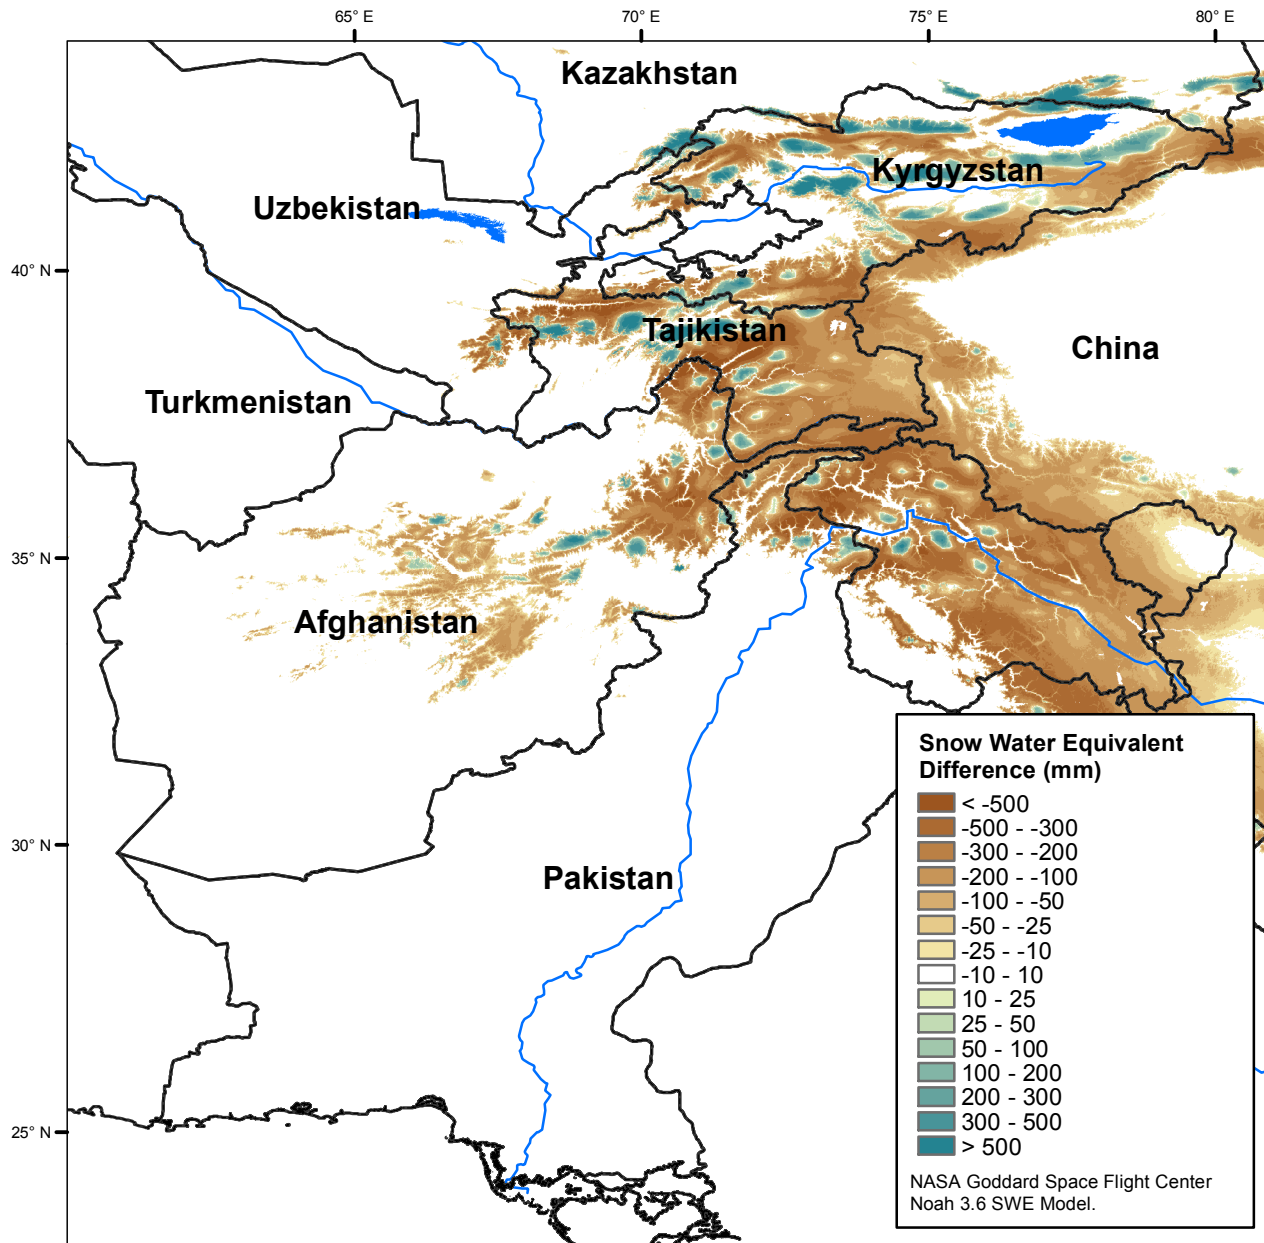 65° E
70° E
75° E
80° E
Kazakhstan
Kyrgyzstan
Uzbekistan
40° N
Tajikistan
China
Turkmenistan
35° N
Afghanistan
Snow Water Equivalent
Difference (mm)
< -500
-500 - -300
-300 - -200
-200 - -100
-100 - -50
-50 - -25
-25 - -10
-10 - 10
10 - 25
25 - 50
50 - 100
100 - 200
200 - 300
300 - 500
> 500
30° N
Pakistan
25° N
NASA Goddard Space Flight Center
Noah 3.6 SWE Model.